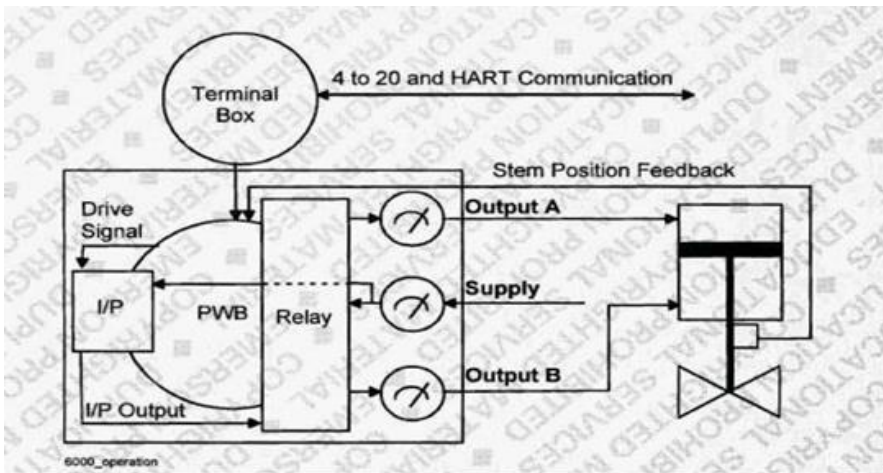 Terminal
Box
4 to 20 and HART Communication
Stem Position Feedback
Drive
Signal
Output A
I/P
PWB
Relay
Supply
Output B
I/P Output
6000_operation